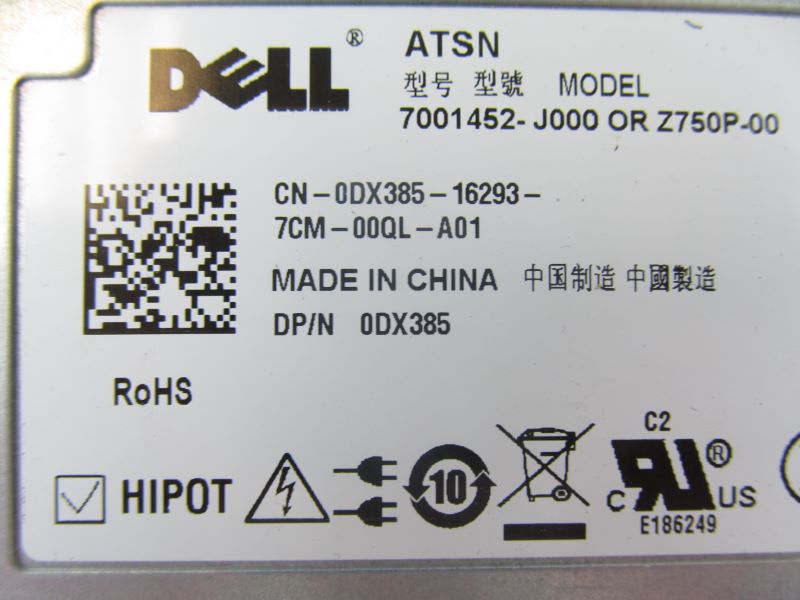 DELL® ATSN
型号 型號 MODEL
7001452- J000 OR Z750P-00
CN-0DX385-16293-
7CM-00QL-A01
MADE IN CHINA 中国制造 中國製造
DP/N 0DX385
RoHS
HIPOT
10
C2
C RU ® US
E186249